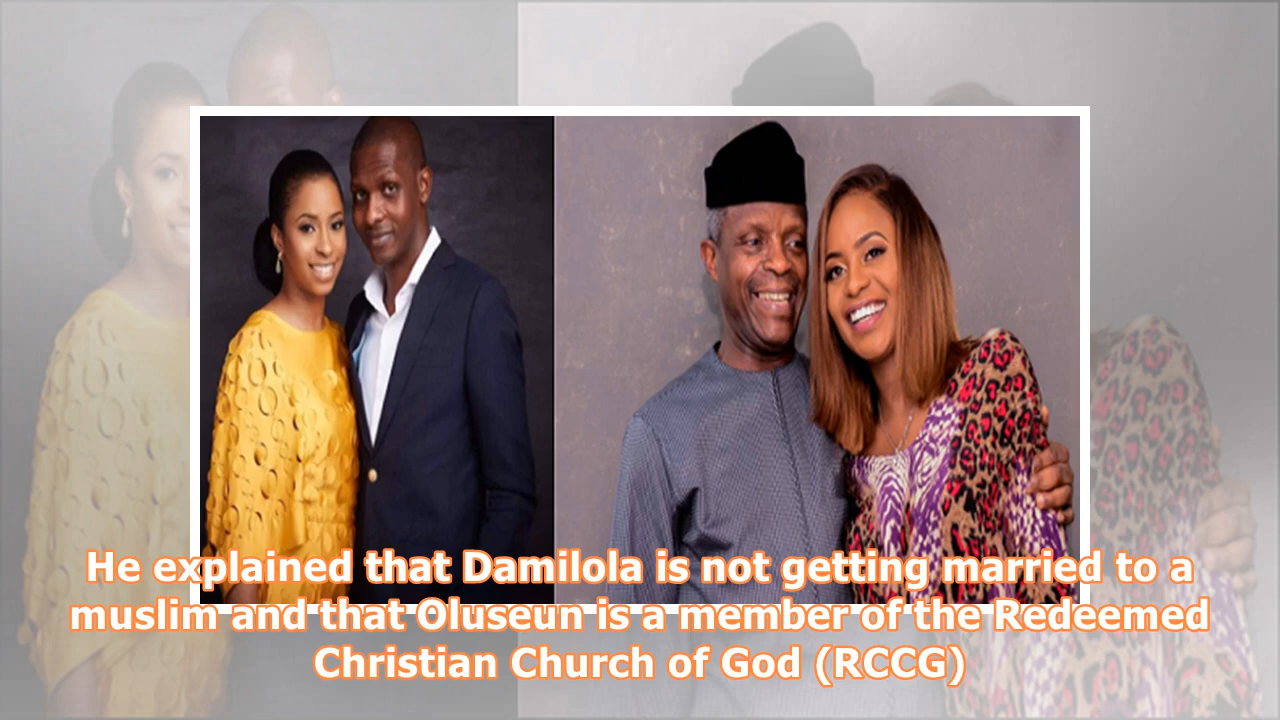 He explained that Damilola is not getting married to a
muslim and that Oluseun is a member of the Redeemed
Christian Church of God (RCCG)